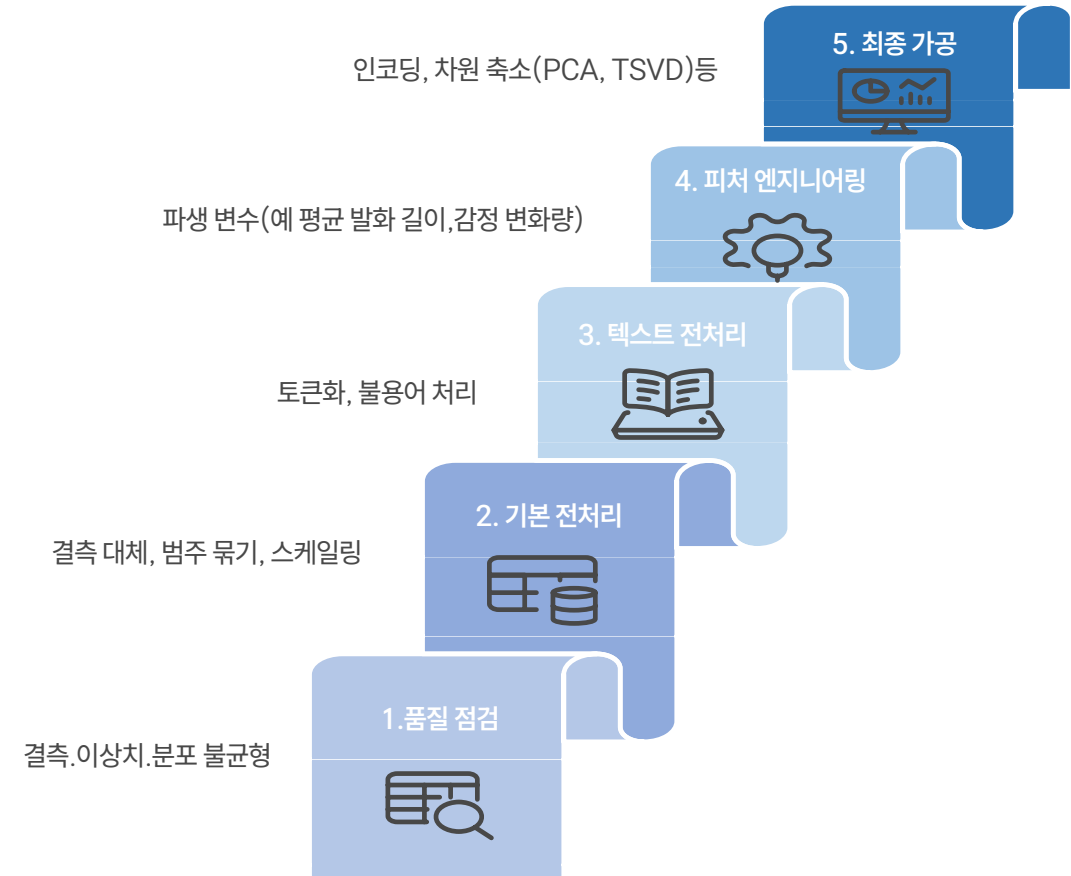 5. 최종 가공
인코딩, 차원 축소(PCA, TSVD)등
4. 피처 엔지니어링
파생 변수(예 평균 발화 길이,감정 변화량)
3. 텍스트 전처리
토큰화, 불용어 처리
2. 기본 전처리
결측 대체, 범주 묶기, 스케일링
1.품질 점검
결측.이상치.분포 불균형